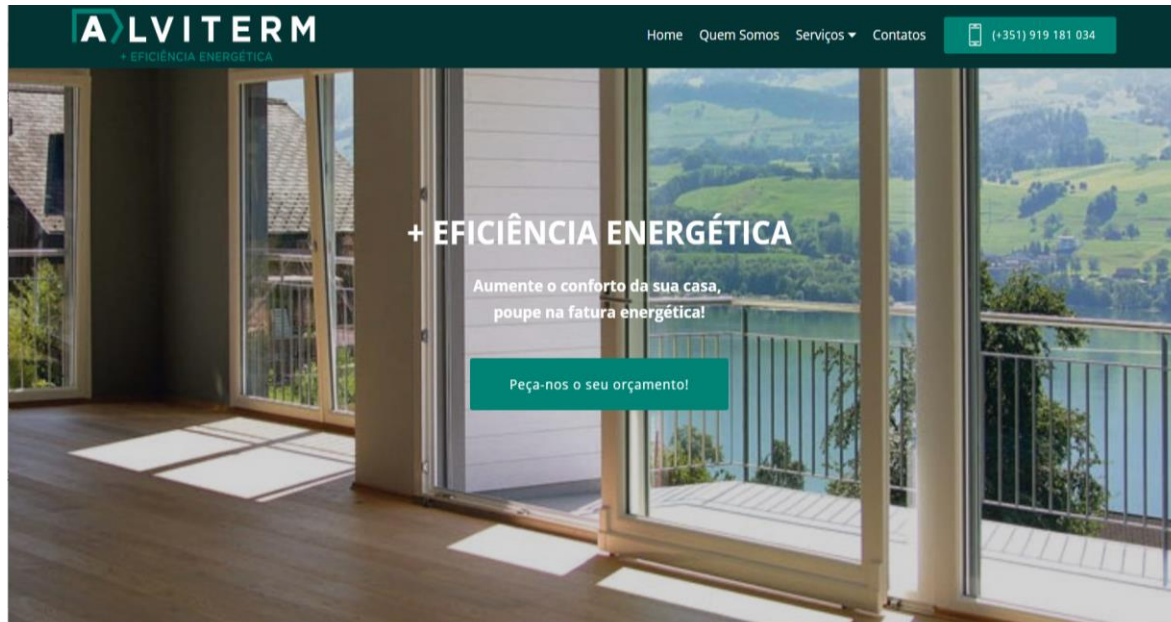 ALVITERM
+ EFICIÊNCIA ENERGÉTICA
Home Quem Somos Serviços Contatos (+351) 919 181 034
+ EFICIÊNCIA ENERGÉTICA
Aumente o conforto da sua casa,
poupe na fatura energética!
Peça-nos o seu orçamento!